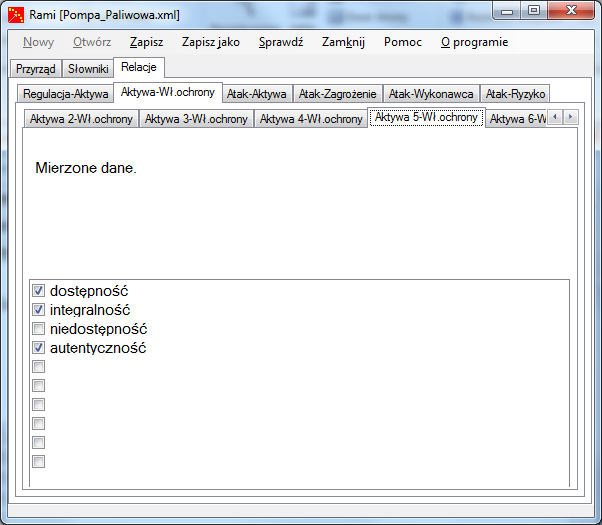 Rami [Pompa_Paliwowa.xml]
Nowy Otwórz Zapisz Zapisz jako Sprawdź Zamknij Pomoc O programie
Przyrząd Słowniki Relacje
Regulacja-Aktywa Aktywa-Wł.ochrony Atak-Aktywa Atak-Zagrożenie Atak-Wykonawca Atak-Ryzyko
Aktywa 2-Wł.ochrony Aktywa 3-Wł.ochrony Aktywa 4-Wł.ochrony Aktywa 5-Wł.ochrony Aktywa 6-W
Mierzone dane.
dostępność
integralność
niedostępność
autentyczność